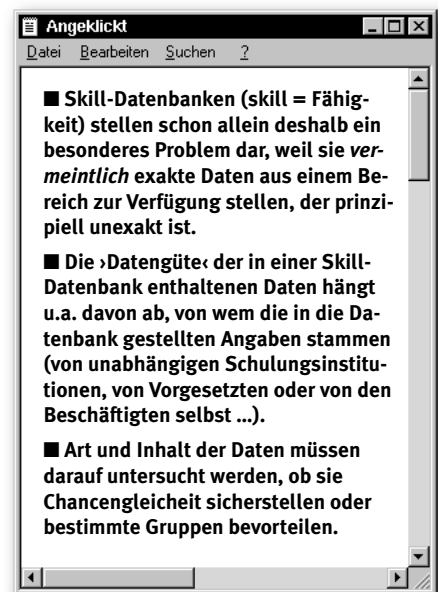 Angeklickt
Datei Bearbeiten Suchen ?
■ Skill-Datenbanken (skill = Fähig-
keit) stellen schon allein deshalb ein
besonderes Problem dar, weil sie ver-
meintlich exakte Daten aus einem Be-
reich zur Verfügung stellen, der prinzi-
piell unexakt ist.
■ Die ›Datengüte‹ der in einer Skill-
Datenbank enthaltenen Daten hängt
u.a. davon ab, von wem die in die Da-
tenbank gestellten Angaben stammen
(von unabhängigen Schulungsinstitu-
tionen, von Vorgesetzten oder von den
Beschäftigten selbst ...).
■ Art und Inhalt der Daten müssen
darauf untersucht werden, ob sie
Chancengleicheit sicherstellen oder
bestimmte Gruppen bevorteilen.